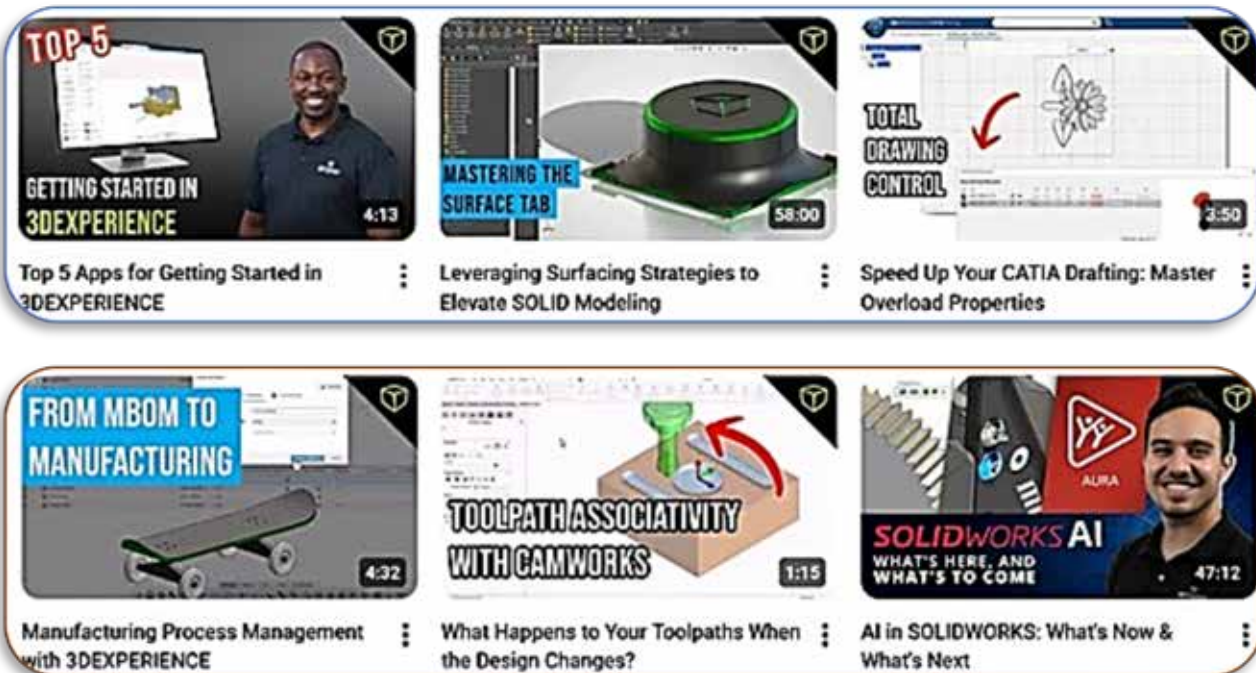 TOP 5
GETTING STARTED IN
3DEXPERIENCE
4:13
Top 5 Apps for Getting Started in
3DEXPERIENCE
MASTERING THE
SURFACE TAB
58:00
Leveraging Surfacing Strategies to
Elevate SOLID Modeling
TOTAL
DRAWING
CONTROL
3:50
Speed Up Your CATIA Drafting: Master
Overload Properties
FROM MBOM TO
MANUFACTURING
4:32
Manufacturing Process Management
with 3DEXPERIENCE
TOOLPATH ASSOCIATIVITY
WITH CAMWORKS
1:15
What Happens to Your Toolpaths When
the Design Changes?
AURA
SOLIDWORKS AI
WHAT'S HERE, AND
WHAT'S TO COME
47:12
AI in SOLIDWORKS: What's Now &
What's Next